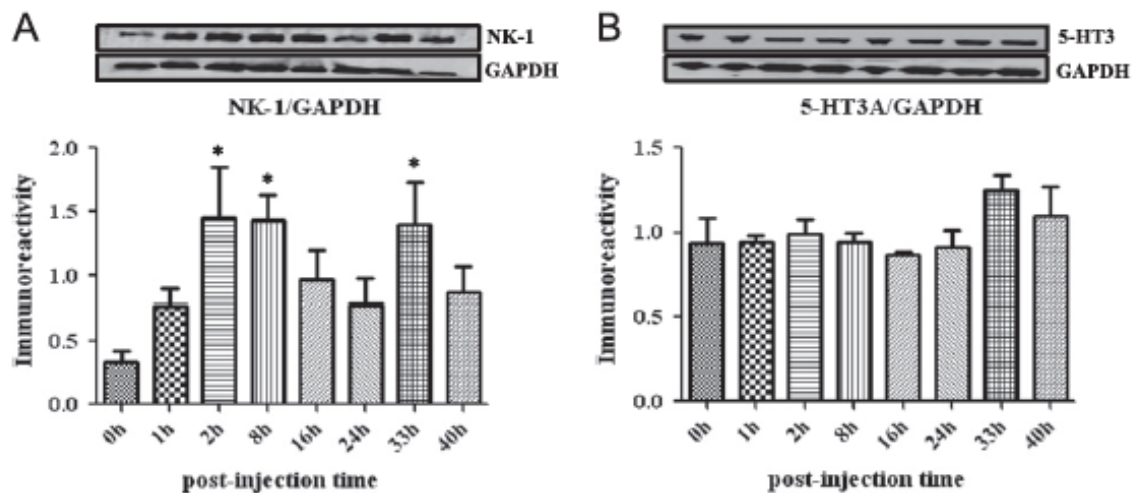 A
NK-1
GAPDH
NK-1/GAPDH
2.0
1.5
1.0
0.5
0.0
Immunoreactivity
*
*
*
0h 1h 2h 8h 16h 24h 33h 40h
post-injection time
B
5-HT3
GAPDH
5-HT3A/GAPDH
1.5
1.0
0.5
0.0
Immunoreactivity
0h 1h 2h 8h 16h 24h 33h 40h
post-injection time